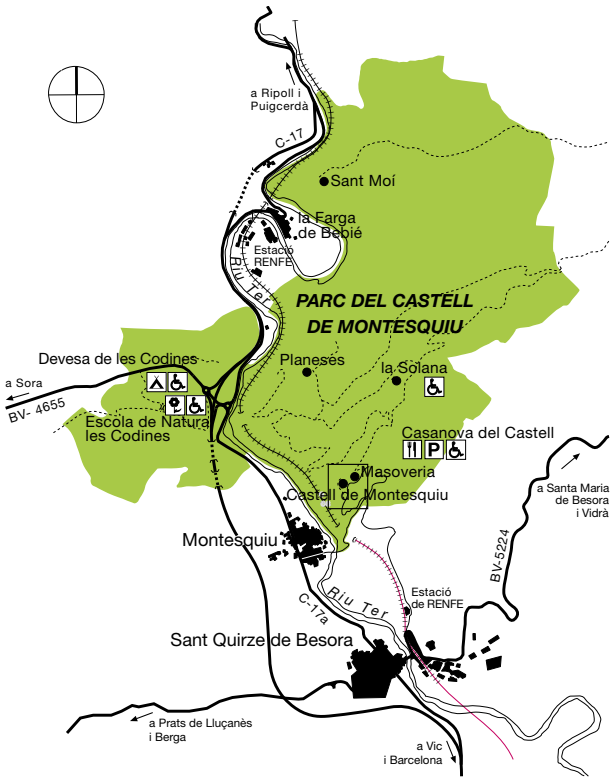 a Ripoll i
Puigcerdà
C-17
Sant Moí
la Farga
de Bebié
Estació
RENFE
Riu Ter
PARC DEL CASTELL
DE MONTESQUIU
Devesa de les Codines
Planeses
la Solana
a Sora
BV- 4655
Escola de Natura
les Codines
Casanova del Castell
P
Masoveria
Castell de Montesquiu
a Santa Maria
de Besora
i Vidrà
Montesquiu
BV-5224
C-17a
Riu Ter
Estació
de RENFE
Sant Quirze de Besora
a Prats de Lluçanès
i Berga
a Vic
i Barcelona